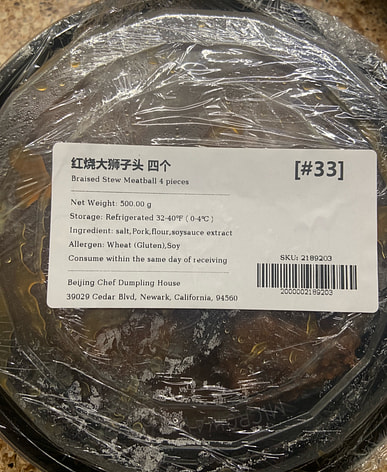 红烧大狮子头 四个
[#33]
Braised Stew Meatball 4 pieces
Net Weight: 500.00 g
Storage: Refrigerated 32-40℉ ( 0-4℃ )
Ingredient: salt,Pork,flour,soysauce extract
Allergen: Wheat (Gluten),Soy
Consume within the same day of receiving
SKU: 2189203
2000002189203
Beijing Chef Dumpling House
39029 Cedar Blvd, Newark, California, 94560